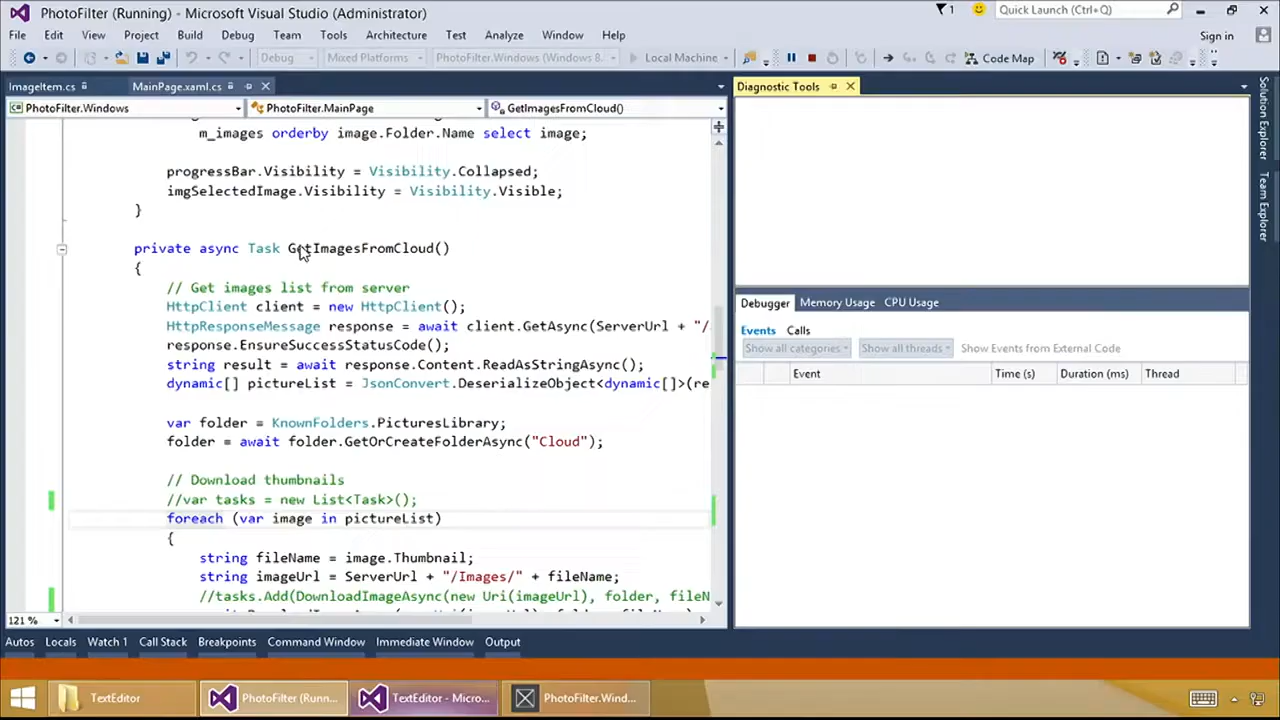 PhotoFilter (Running) - Microsoft Visual Studio (Administrator)
1
Quick Launch (Ctrl+Q)
File Edit View Project Build Debug Team Tools Architecture Test Analyze Window Help
Sign in
Debug Mixed Platforms PhotoFilter.Windows (Windows 8. Local Machine Code Map
ImageItem.cs MainPage.xaml.cs
PhotoFilter.Windows PhotoFilter.MainPage GetImagesFromCloud()
m_images orderby image.Folder.Name select image;
progressBar.Visibility = Visibility.Collapsed;
imgSelectedImage.Visibility = Visibility.Visible;
}
private async Task GetImagesFromCloud()
{
// Get images list from server
HttpClient client = new HttpClient();
HttpResponseMessage response = await client.GetAsync(ServerUrl + "/
response.EnsureSuccessStatusCode();
string result = await response.Content.ReadAsStringAsync();
dynamic[] pictureList = JsonConvert.DeserializeObject<dynamic[]>(re
var folder = KnownFolders.PicturesLibrary;
folder = await folder.GetOrCreateFolderAsync("Cloud");
// Download thumbnails
//var tasks = new List<Task>();
foreach (var image in pictureList)
{
string fileName = image.Thumbnail;
string imageUrl = ServerUrl + "/Images/" + fileName;
//tasks.Add(DownloadImageAsync(new Uri(imageUrl), folder, fileN
121 %
Diagnostic Tools
Debugger Memory Usage CPU Usage
Events Calls
Show all categories Show all threads Show Events from External Code
Event Time (s) Duration (ms) Thread
Solution Explorer
Team Explorer
Autos Locals Watch 1 Call Stack Breakpoints Command Window Immediate Window Output
TextEditor PhotoFilter (Runn... TextEditor - Micro... PhotoFilter.Wind...